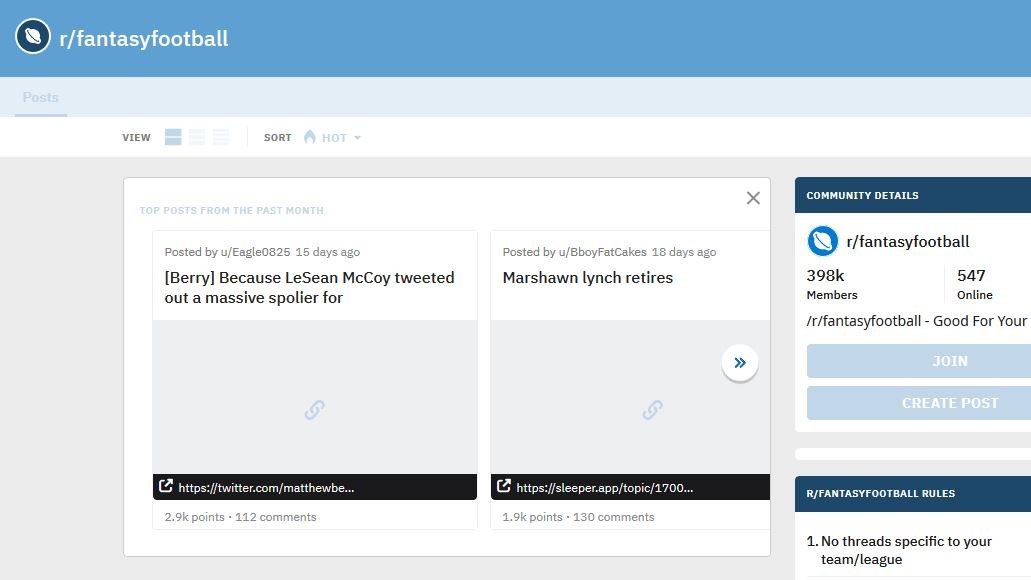 r/fantasyfootball
Posts
VIEW
SORT
HOT
TOP POSTS FROM THE PAST MONTH
Posted by u/Eagle0825 15 days ago
[Berry] Because LeSean McCoy tweeted
out a massive spolier for
https://twitter.com/matthewbe...
2.9k points · 112 comments
Posted by u/BboyFatCakes 18 days ago
Marshawn lynch retires
https://sleeper.app/topic/1700...
1.9k points · 130 comments
COMMUNITY DETAILS
r/fantasyfootball
398k
Members
547
Online
/r/fantasyfootball - Good For Your
JOIN
CREATE POST
R/FANTASYFOOTBALL RULES
1. No threads specific to your
team/league